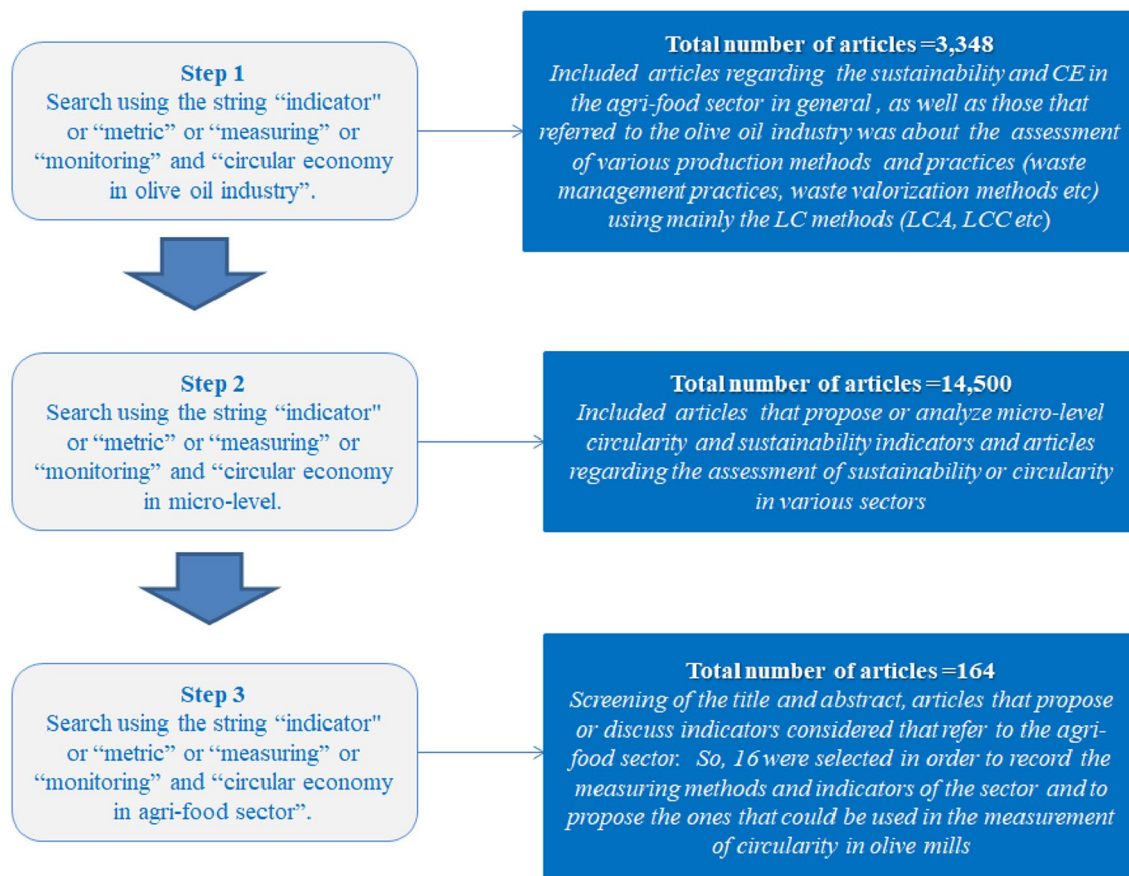 Step 1
Search using the string “indicator"
or “metric” or “measuring” or
“monitoring” and “circular economy
in olive oil industry”.
Total number of articles =3,348
Included articles regarding the sustainability and CE in
the agri-food sector in general , as well as those that
referred to the olive oil industry was about the assessment
of various production methods and practices (waste
management practices, waste valorization methods etc)
using mainly the LC methods (LCA, LCC etc)
Step 2
Search using the string “indicator"
or “metric” or “measuring” or
“monitoring” and “circular economy
in micro-level.
Total number of articles =14,500
Included articles that propose or analyze micro-level
circularity and sustainability indicators and articles
regarding the assessment of sustainability or circularity
in various sectors
Step 3
Search using the string “indicator"
or “metric” or “measuring” or
“monitoring” and “circular economy
in agri-food sector”.
Total number of articles =164
Screening of the title and abstract, articles that propose
or discuss indicators considered that refer to the agri-
food sector. So, 16 were selected in order to record the
measuring methods and indicators of the sector and to
propose the ones that could be used in the measurement
of circularity in olive mills